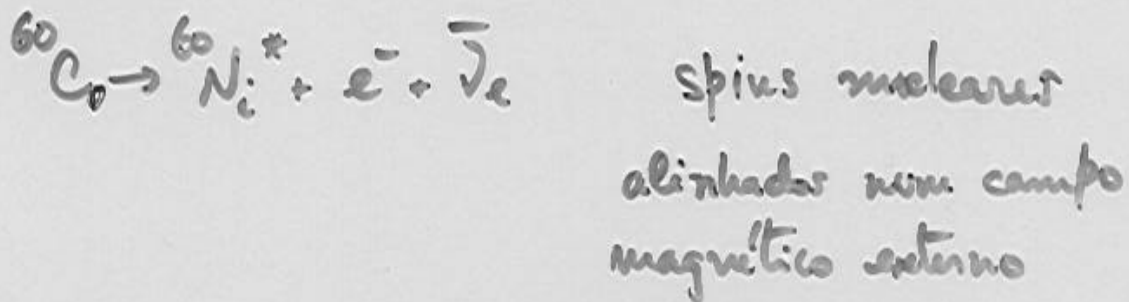 ⁶⁰Co → ⁶⁰Ni* + e⁻ + ν̄e spins nucleares
alinhados num campo
magnético externo